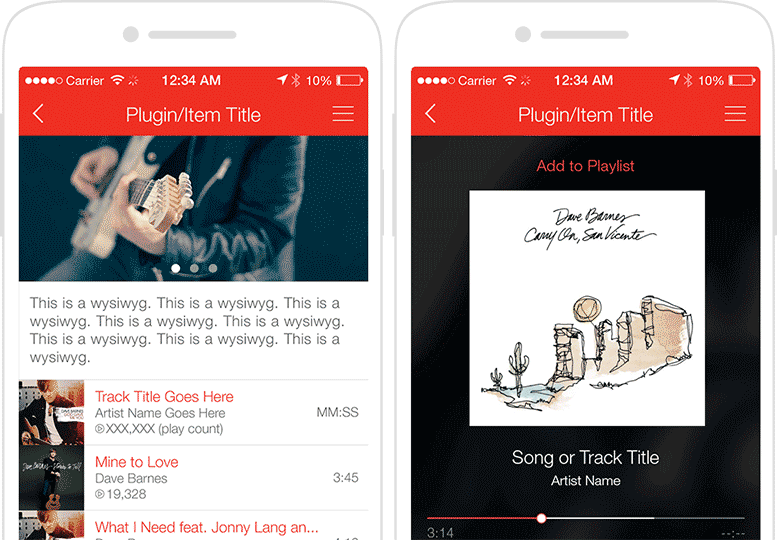 Carrier 12:34 AM 10%
Plugin/Item Title
This is a wysiwyg. This is a wysiwyg. This is a
wysiwyg. This is a wysiwyg. This is a wysiwyg.
This is a wysiwyg. This is a wysiwyg. This is a
wysiwyg.
Track Title Goes Here
Artist Name Goes Here MM:SS
XXX,XXX (play count)
Mine to Love
Dave Barnes 3:45
19,328
What I Need feat. Jonny Lang an...
Carrier 12:34 AM 10%
Plugin/Item Title
Add to Playlist
Dave Barnes
Carry On, San Vicente
Song or Track Title
Artist Name
3:14 --:--